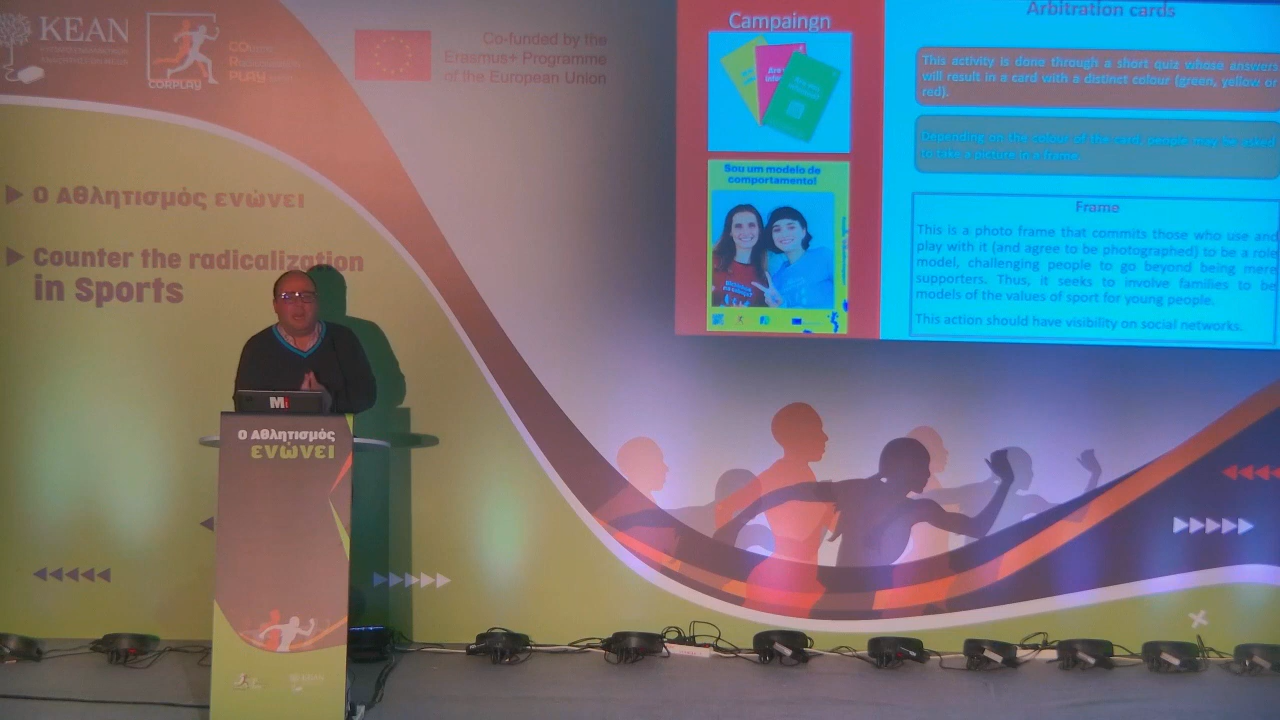 KEAN
CORPLAY
COunter
Radicalisation
PLAY
Co-funded by the
Erasmus+ Programme
of the European Union
Ο Αθλητισμός ενώνει
Counter the radicalization
in Sports
Mi
Ο Αθλητισμός
ενώνει
Campaingn
Sou um modelo de
comportamento!
Arbitration cards
This activity is done through a short quiz whose answers
will result in a card with a distinct colour (green, yellow or
red).
Depending on the colour of the card, people may be asked
to take a picture in a frame.
Frame
This is a photo frame that commits those who use and
play with it (and agree to be photographed) to be a role
model, challenging people to go beyond being mere
supporters. Thus, it seeks to involve families to be
models of the values of sport for young people.
This action should have visibility on social networks.